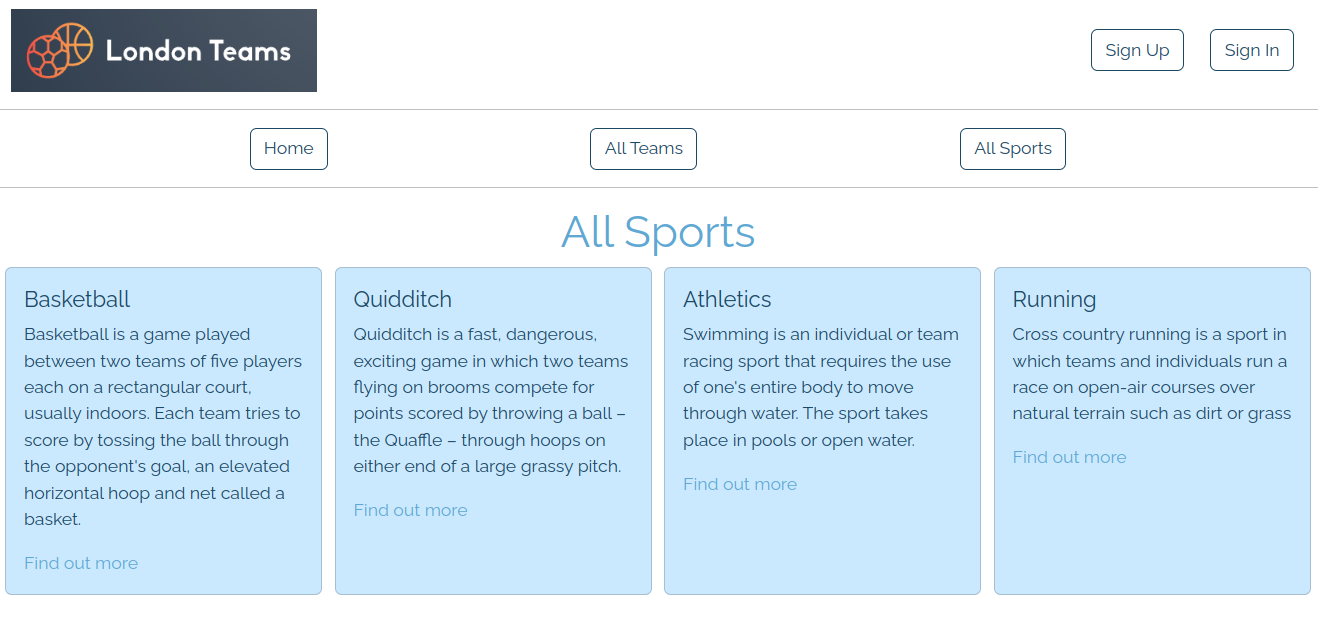 London Teams
Sign Up
Sign In
Home
All Teams
All Sports
All Sports
Basketball
Basketball is a game played
between two teams of five players
each on a rectangular court,
usually indoors. Each team tries to
score by tossing the ball through
the opponent's goal, an elevated
horizontal hoop and net called a
basket.
Find out more
Quidditch
Quidditch is a fast, dangerous,
exciting game in which two teams
flying on brooms compete for
points scored by throwing a ball –
the Quaffle – through hoops on
either end of a large grassy pitch.
Find out more
Athletics
Swimming is an individual or team
racing sport that requires the use
of one's entire body to move
through water. The sport takes
place in pools or open water.
Find out more
Running
Cross country running is a sport in
which teams and individuals run a
race on open-air courses over
natural terrain such as dirt or grass
Find out more